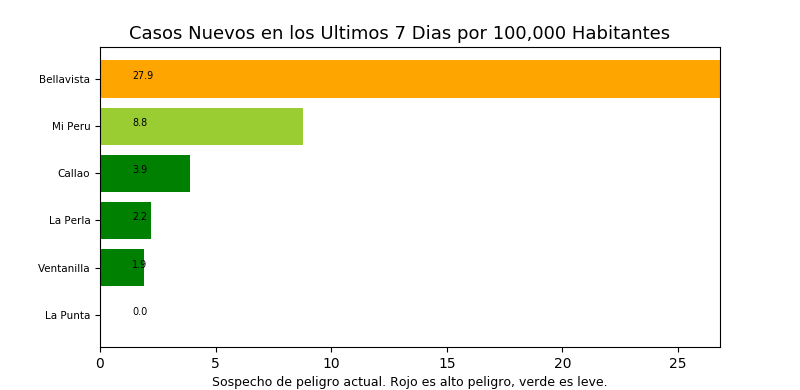 Casos Nuevos en los Ultimos 7 Dias por 100,000 Habitantes
Bellavista 27.9
Mi Peru 8.8
Callao 3.9
La Perla 2.2
Ventanilla 1.9
La Punta 0.0
0 5 10 15 20 25
Sospecho de peligro actual. Rojo es alto peligro, verde es leve.